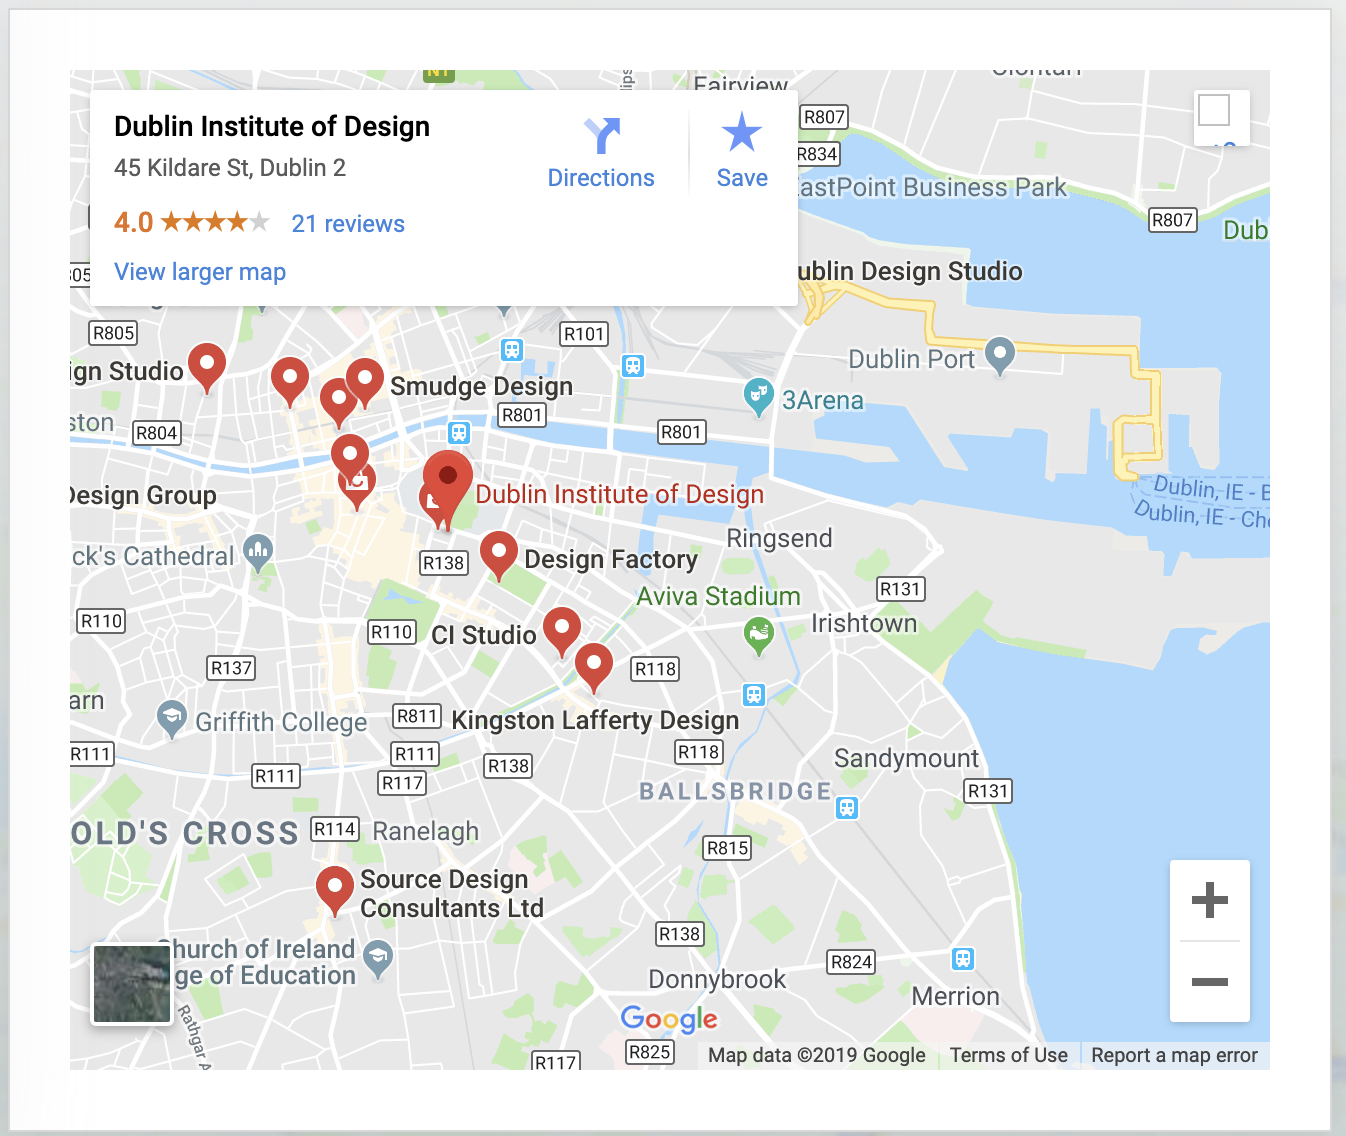 N1
Fairview
Dublin Institute of Design
45 Kildare St, Dublin 2
4.0
21 reviews
View larger map
Directions
Save
R807
R834
astPoint Business Park
R807
Dub
ublin Design Studio
05
R805
R101
ign Studio
Smudge Design
Dublin Port
3Arena
ston
R804
R801
R801
Design Group
Dublin Institute of Design
Dublin, IE - B
Dublin, IE - Che
Ringsend
ck's Cathedral
R138
Design Factory
R131
Aviva Stadium
Irishtown
R110
R110
CI Studio
R137
R118
arn
Griffith College
R811
Kingston Lafferty Design
R111
R111
R118
R111
R117
R138
Sandymount
BALLSBRIDGE
R131
OLD'S CROSS
R114
Ranelagh
R815
Source Design
Consultants Ltd
R138
hurch of Ireland
ge of Education
R824
Donnybrook
Merrion
Rathgar A
Google
R117
R825
Map data ©2019 Google
Terms of Use
Report a map error